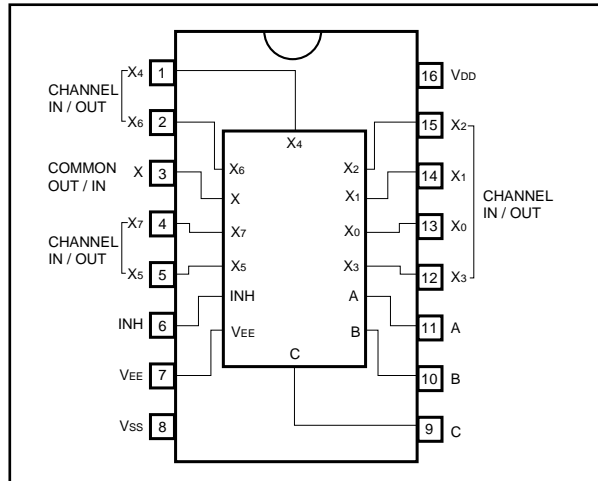 CHANNEL
IN / OUT
X4
1
X6
2
COMMON
OUT / IN
X
3
CHANNEL
IN / OUT
X7
4
X5
5
INH
6
VEE
7
VSS
8
X4
X6
X
X7
X5
INH
VEE
C
X2
X1
X0
X3
A
B
16
VDD
15
X2
14
X1
13
X0
12
X3
CHANNEL
IN / OUT
11
A
10
B
9
C